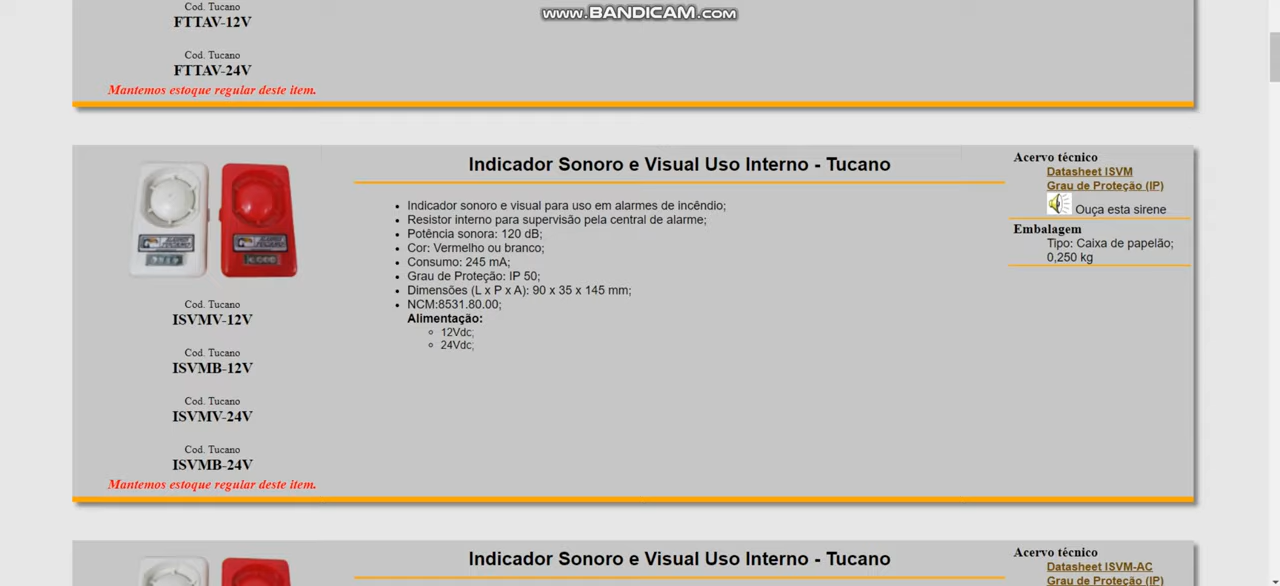 www.BANDICAM.com
Cod. Tucano
FTTAV-12V
Cod. Tucano
FTTAV-24V
Mantemos estoque regular deste item.
Indicador Sonoro e Visual Uso Interno - Tucano
Indicador sonoro e visual para uso em alarmes de incêndio;
Resistor interno para supervisão pela central de alarme;
Potência sonora: 120 dB;
Cor: Vermelho ou branco;
Consumo: 245 mA;
Grau de Proteção: IP 50;
Dimensões (L x P x A): 90 x 35 x 145 mm;
NCM:8531.80.00;
Alimentação:
12Vdc;
24Vdc;
Acervo técnico
Datasheet ISVM
Grau de Proteção (IP)
Ouça esta sirene
Embalagem
Tipo: Caixa de papelão;
0,250 kg
Cod. Tucano
ISVMV-12V
Cod. Tucano
ISVMB-12V
Cod. Tucano
ISVMV-24V
Cod. Tucano
ISVMB-24V
Mantemos estoque regular deste item.
Indicador Sonoro e Visual Uso Interno - Tucano
Acervo técnico
Datasheet ISVM-AC
Grau de Proteção (IP)